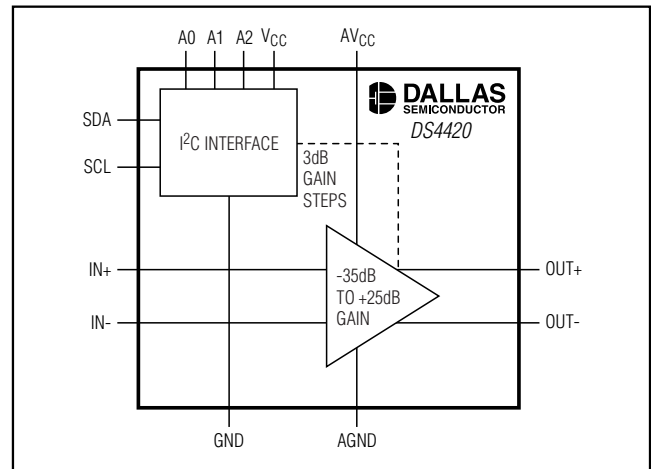 A0 A1 A2 VCC AVCC
DALLAS
SEMICONDUCTOR
DS4420
SDA
I²C INTERFACE
SCL
3dB
GAIN
STEPS
IN+
-35dB
TO +25dB
GAIN
OUT+
IN-
OUT-
GND AGND